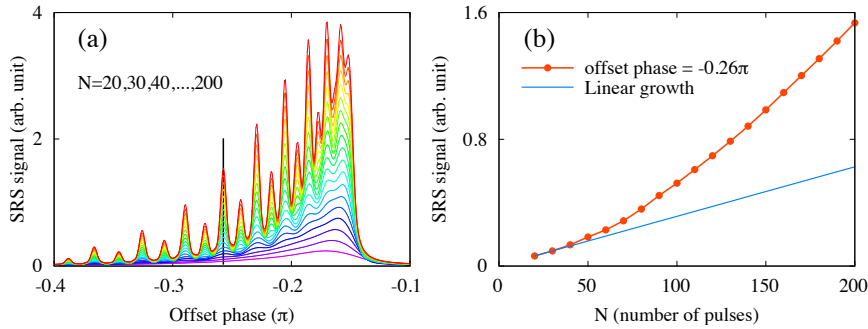 (a)
N=20,30,40,...,200
SRS signal (arb. unit)
4
2
0
-0.4
-0.3
-0.2
-0.1
Offset phase (π)
(b)
offset phase = -0.26π
Linear growth
SRS signal (arb. unit)
1.6
0.8
0
0
50
100
150
200
N (number of pulses)